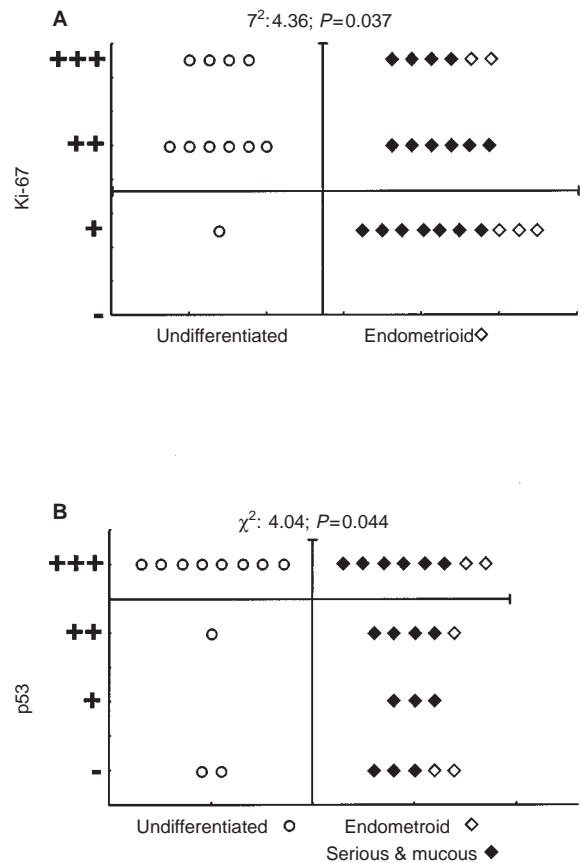 A
7²:4.36; P=0.037
+++
++
Ki-67
+
-
Undifferentiated Endometrioid◇
B
χ²: 4.04; P=0.044
+++
++
p53
+
-
Undifferentiated ○ Endometroid ◇
Serious & mucous ◆